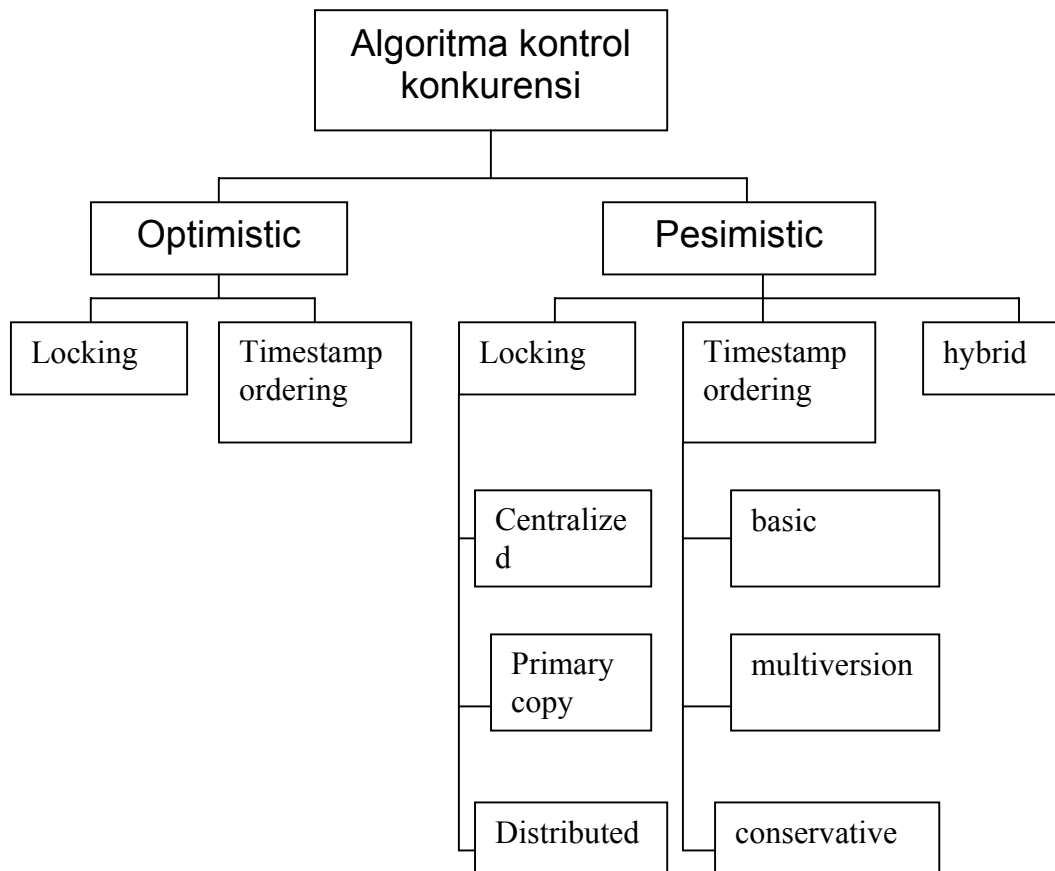 Algoritma kontrol
konkurensi
Optimistic
Pesimistic
Locking
Timestamp
ordering
Locking
Timestamp
ordering
hybrid
Centralize
d
basic
Primary
copy
multiversion
Distributed
conservative